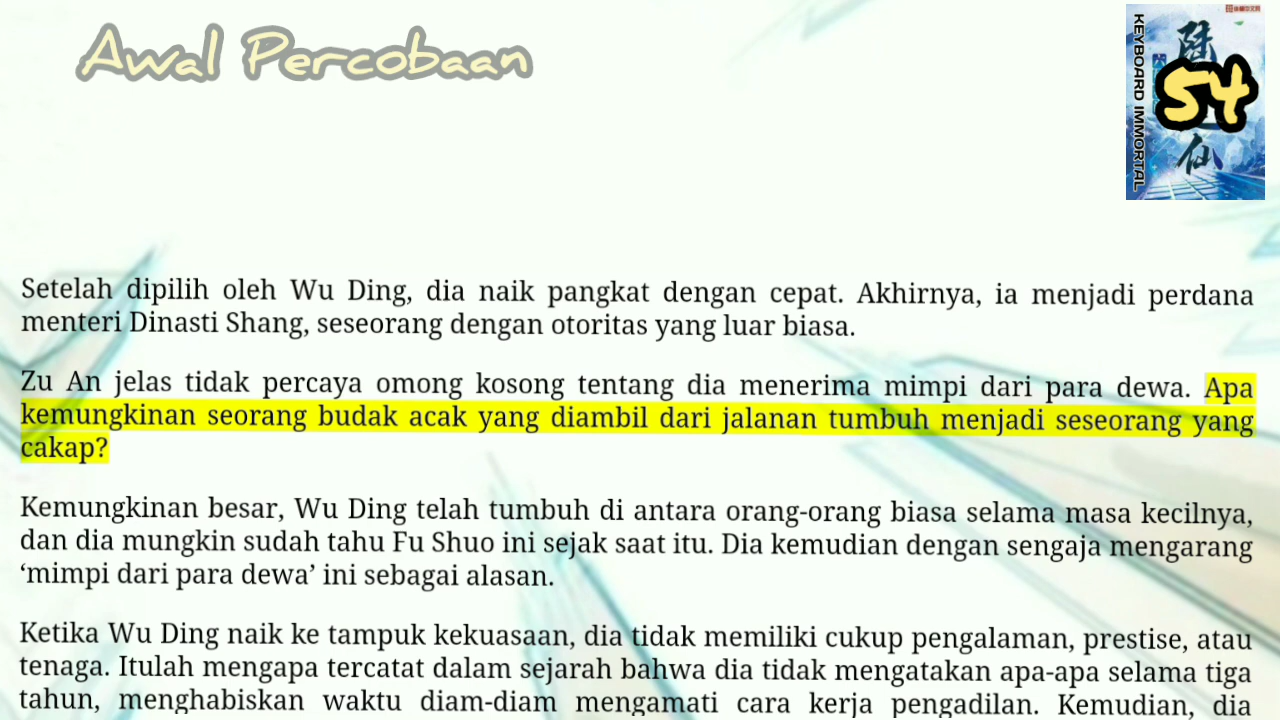 Awal Percobaan
KEYBOARD IMMORTAL
54
仙
Setelah dipilih oleh Wu Ding, dia naik pangkat dengan cepat. Akhirnya, ia menjadi perdana
menteri Dinasti Shang, seseorang dengan otoritas yang luar biasa.
Zu An jelas tidak percaya omong kosong tentang dia menerima mimpi dari para dewa. Apa
kemungkinan seorang budak acak yang diambil dari jalanan tumbuh menjadi seseorang yang
cakap?
Kemungkinan besar, Wu Ding telah tumbuh di antara orang-orang biasa selama masa kecilnya,
dan dia mungkin sudah tahu Fu Shuo ini sejak saat itu. Dia kemudian dengan sengaja mengarang
‘mimpi dari para dewa’ ini sebagai alasan.
Ketika Wu Ding naik ke tampuk kekuasaan, dia tidak memiliki cukup pengalaman, prestise, atau
tenaga. Itulah mengapa tercatat dalam sejarah bahwa dia tidak mengatakan apa-apa selama tiga
tahun, menghabiskan waktu diam-diam mengamati cara kerja pengadilan. Kemudian, dia